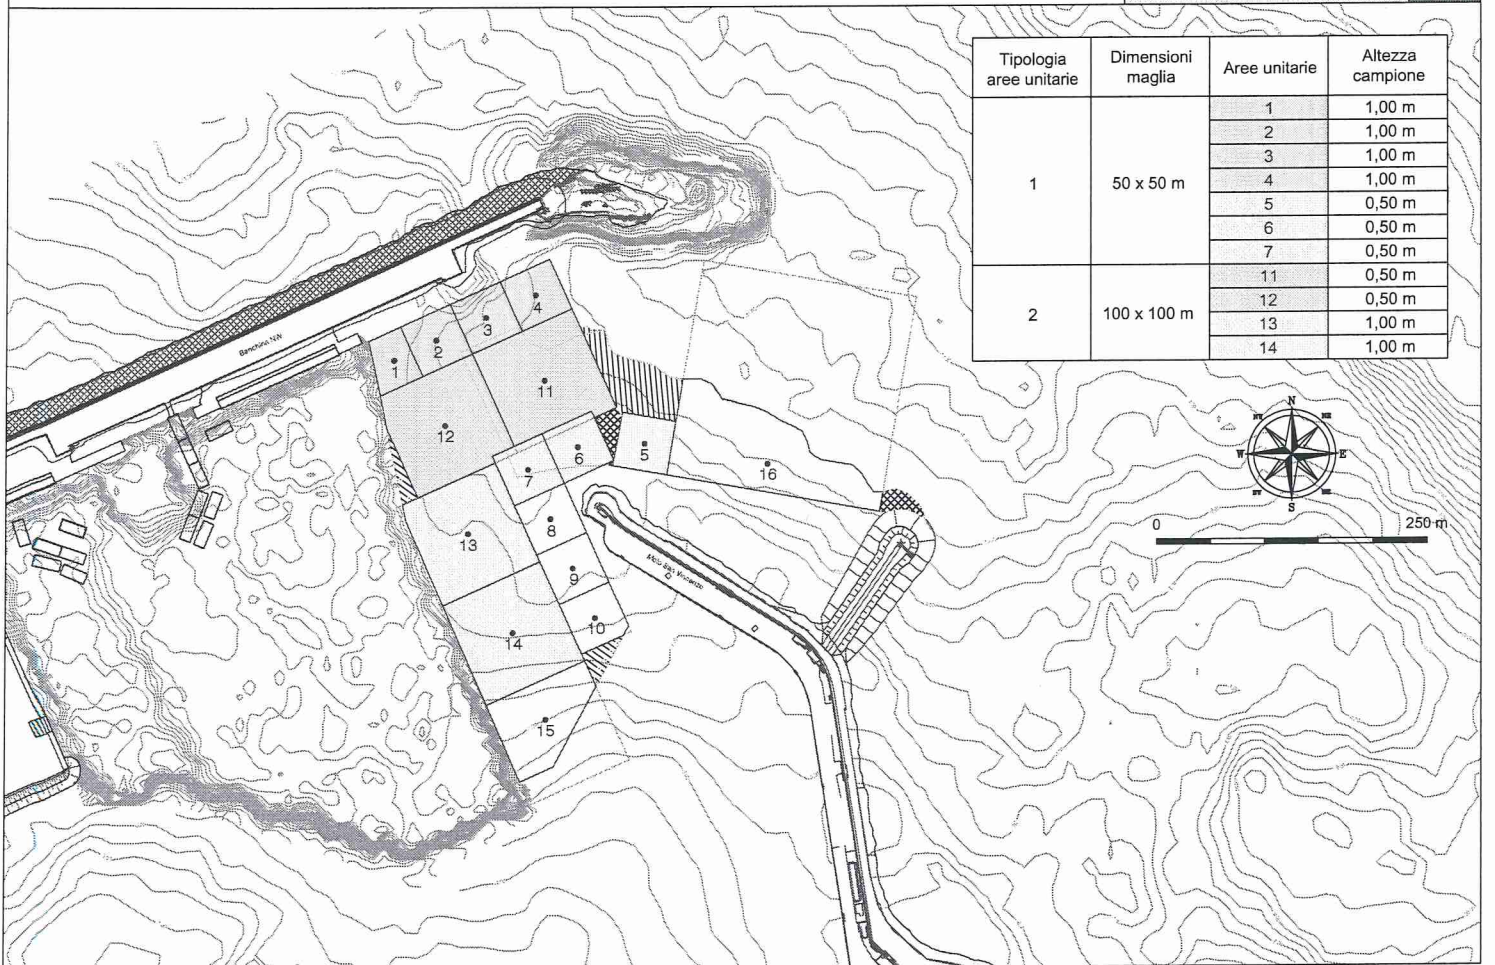 Tipologia
aree unitarie
Dimensioni
maglia
Aree unitarie
Altezza
campione
1
50 x 50 m
1 1,00 m
2 1,00 m
3 1,00 m
4 1,00 m
5 0,50 m
6 0,50 m
7 0,50 m
2
100 x 100 m
11 0,50 m
12 0,50 m
13 1,00 m
14 1,00 m
Banchina NW
4
3
2
1
11
12
6
5
16
7
8
13
9
10
14
15
Molo San Vincenzo
N
W
E
S
0
250 m